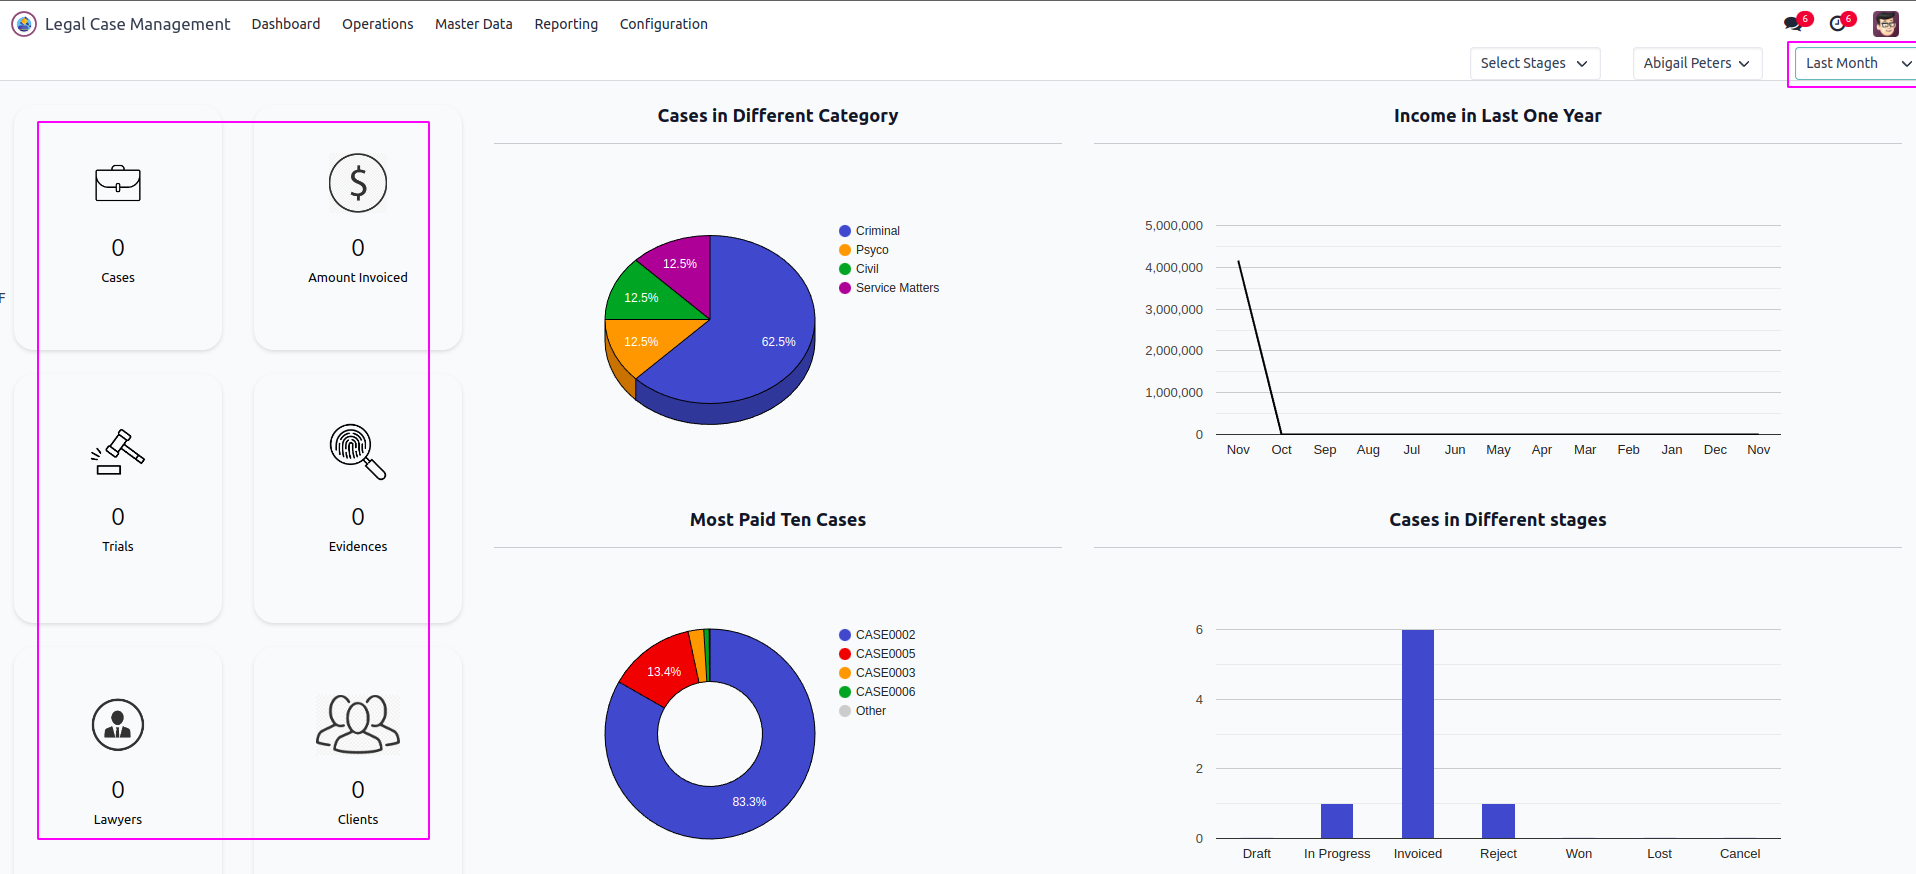 Legal Case Management Dashboard Operations Master Data Reporting Configuration 6 6
Select Stages Abigail Peters Last Month
0
Cases
0
Amount Invoiced
F
0
Trials
0
Evidences
0
Lawyers
0
Clients
Cases in Different Category
Criminal
Psyco
Civil
Service Matters
12.5%
12.5%
12.5%
62.5%
Income in Last One Year
5,000,000
4,000,000
3,000,000
2,000,000
1,000,000
0
Nov Oct Sep Aug Jul Jun May Apr Mar Feb Jan Dec Nov
Most Paid Ten Cases
CASE0002
CASE0005
CASE0003
CASE0006
Other
13.4%
83.3%
Cases in Different stages
6
4
2
0
Draft In Progress Invoiced Reject Won Lost Cancel